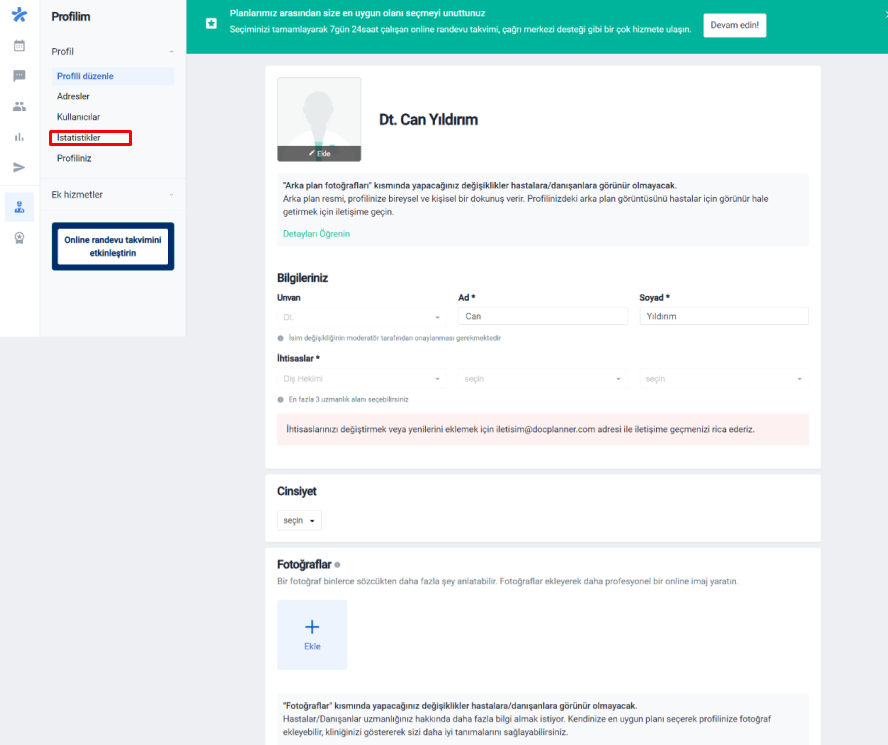 Profilim
Profil
Profili düzenle
Adresler
Kullanıcılar
İstatistikler
Profiliniz
Ek hizmetler
Online randevu takvimini
etkinleştirin
Planlarımız arasından size en uygun olanı seçmeyi unuttunuz
Seçiminizi tamamlayarak 7gün 24saat çalışan online randevu takvimi, çağrı merkezi desteği gibi bir çok hizmete ulaşın.
Devam edin!
Ekle
Dt. Can Yıldırım
"Arka plan fotoğrafları" kısmında yapacağınız değişiklikler hastalara/danışanlara görünür olmayacak.
Arka plan resmi, profilinize bireysel ve kişisel bir dokunuş verir. Profilinizdeki arka plan görüntüsünü hastalar için görünür hale
getirmek için iletişime geçin.
Detayları Öğrenin
Bilgileriniz
Unvan Ad * Soyad *
Dt. Can Yıldırım
İsim değişikliğinin moderatör tarafından onaylanması gerekmektedir
İhtisaslar *
Diş Hekimi seçin seçin
En fazla 3 uzmanlık alanı seçebilirsiniz
İhtisaslarınızı değiştirmek veya yenilerini eklemek için iletisim@docplanner.com adresi ile iletişime geçmenizi rica ederiz.
Cinsiyet
seçin
Fotoğraflar
Bir fotoğraf binlerce sözcükten daha fazla şey anlatabilir. Fotoğraflar ekleyerek daha profesyonel bir online imaj yaratın.
Ekle
"Fotoğraflar" kısmında yapacağınız değişiklikler hastalara/danışanlara görünür olmayacak.
Hastalar/Danışanlar uzmanlığınız hakkında daha fazla bilgi almak istiyor. Kendinize en uygun planı seçerek profilinize fotoğraf
ekleyebilir, kliniğinizi göstererek sizi daha iyi tanımalarını sağlayabilirsiniz.